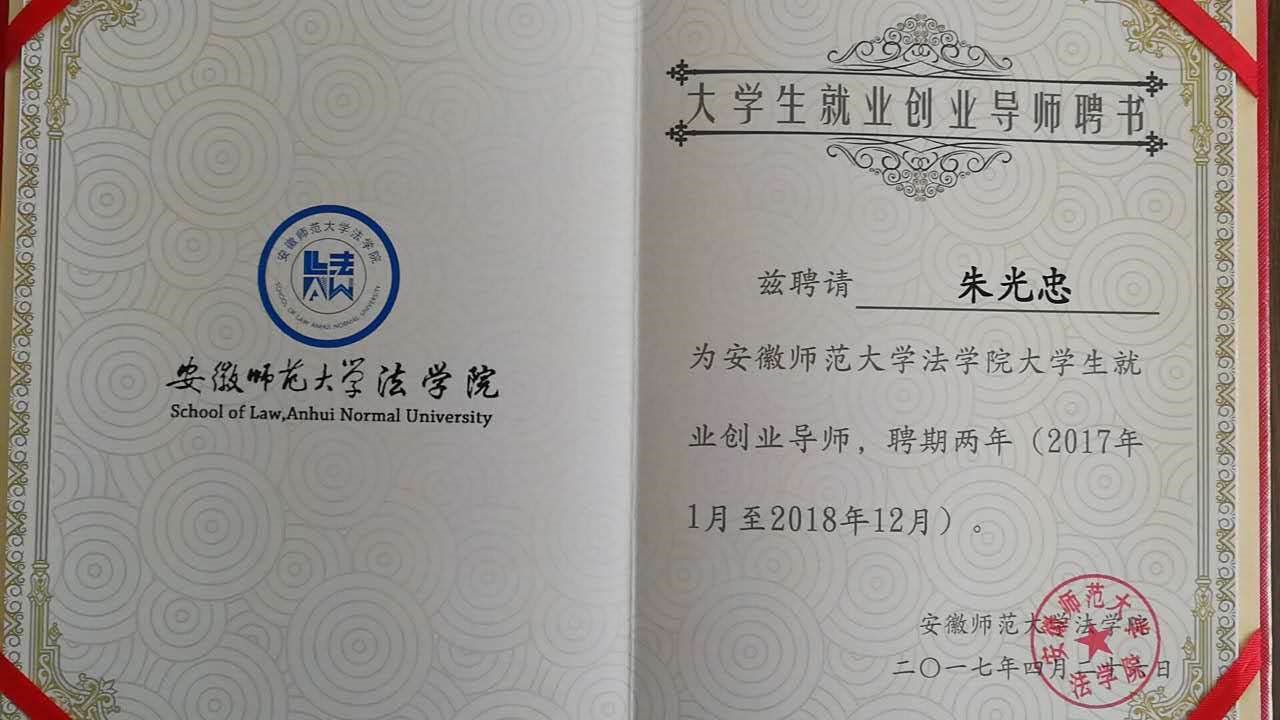 安徽师范大学法学院
SCHOOL OF LAW ANHUI NORMAL UNIVERSITY
法
LAW
安徽师范大学法学院
School of Law,Anhui Normal University
大学生就业创业导师聘书
兹聘请 朱光忠
为安徽师范大学法学院大学生就
业创业导师，聘期两年（2017年
1月至2018年12月）。
安徽师范大学法学院
二〇一七年四月二十六日
安徽师范大学
法学院